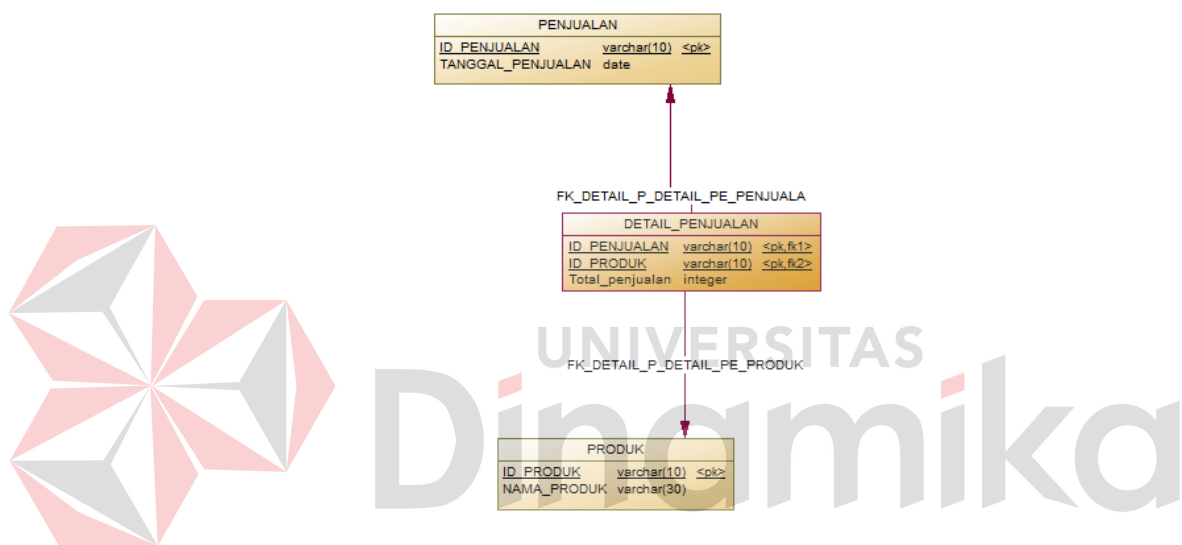 PENJUALAN
ID_PENJUALAN varchar(10) <pk>
TANGGAL_PENJUALAN date
FK_DETAIL_P_DETAIL_PE_PENJUALA
DETAIL_PENJUALAN
ID_PENJUALAN varchar(10) <pk,fk1>
ID_PRODUK varchar(10) <pk,fk2>
Total_penjualan integer
UNIVERSITAS
FK_DETAIL_P_DETAIL_PE_PRODUK
Dinamika
PRODUK
ID_PRODUK varchar(10) <pk>
NAMA_PRODUK varchar(30)